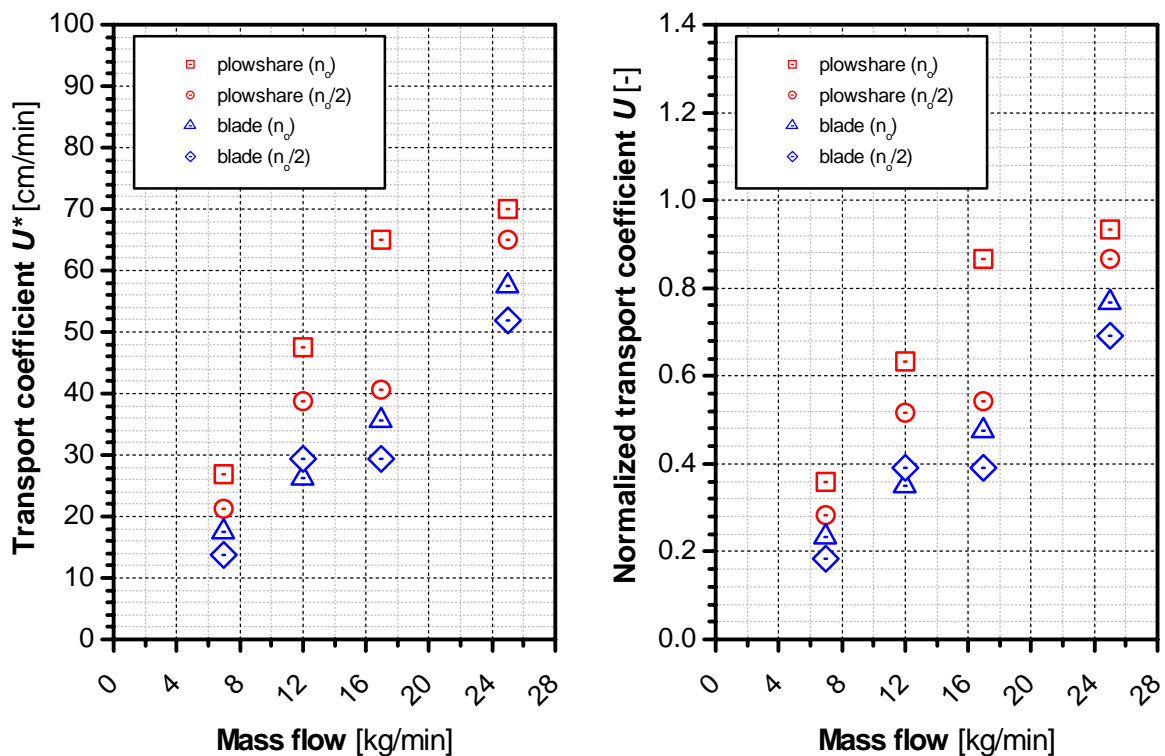 plowshare (nₒ)
plowshare (nₒ/2)
blade (nₒ)
blade (nₒ/2)
Transport coefficient U* [cm/min]
100
90
80
70
60
50
40
30
20
10
0
0 4 8 12 16 20 24 28
Mass flow [kg/min]
plowshare (nₒ)
plowshare (nₒ/2)
blade (nₒ)
blade (nₒ/2)
Normalized transport coefficient U [-]
1.4
1.2
1.0
0.8
0.6
0.4
0.2
0.0
0 4 8 12 16 20 24 28
Mass flow [kg/min]